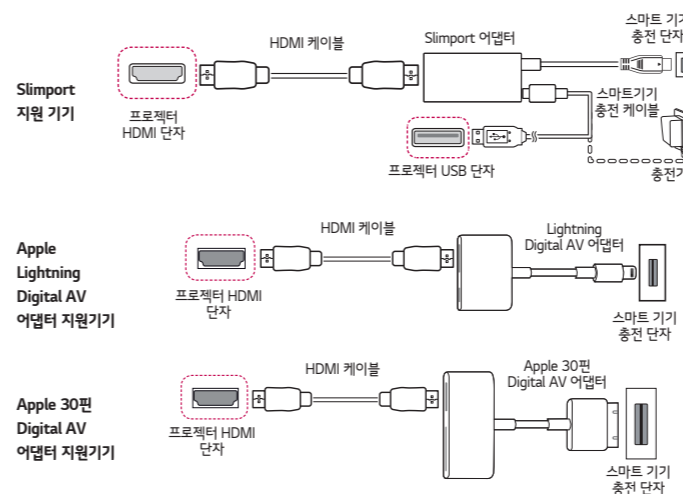 스마트 기기
충전 단자
HDMI 케이블
Slimport 어댑터
Slimport
지원 기기
프로젝터
HDMI 단자
스마트기기
충전 케이블
프로젝터 USB 단자
HDMI 케이블
Lightning
Digital AV 어댑터
Apple
Lightning
Digital AV
어댑터 지원기기
프로젝터 HDMI
단자
스마트 기기
충전 단자
HDMI 케이블
Apple 30핀
Digital AV 어댑터
Apple 30핀
Digital AV
어댑터 지원기기
프로젝터 HDMI
단자
스마트 기기
충전 단자